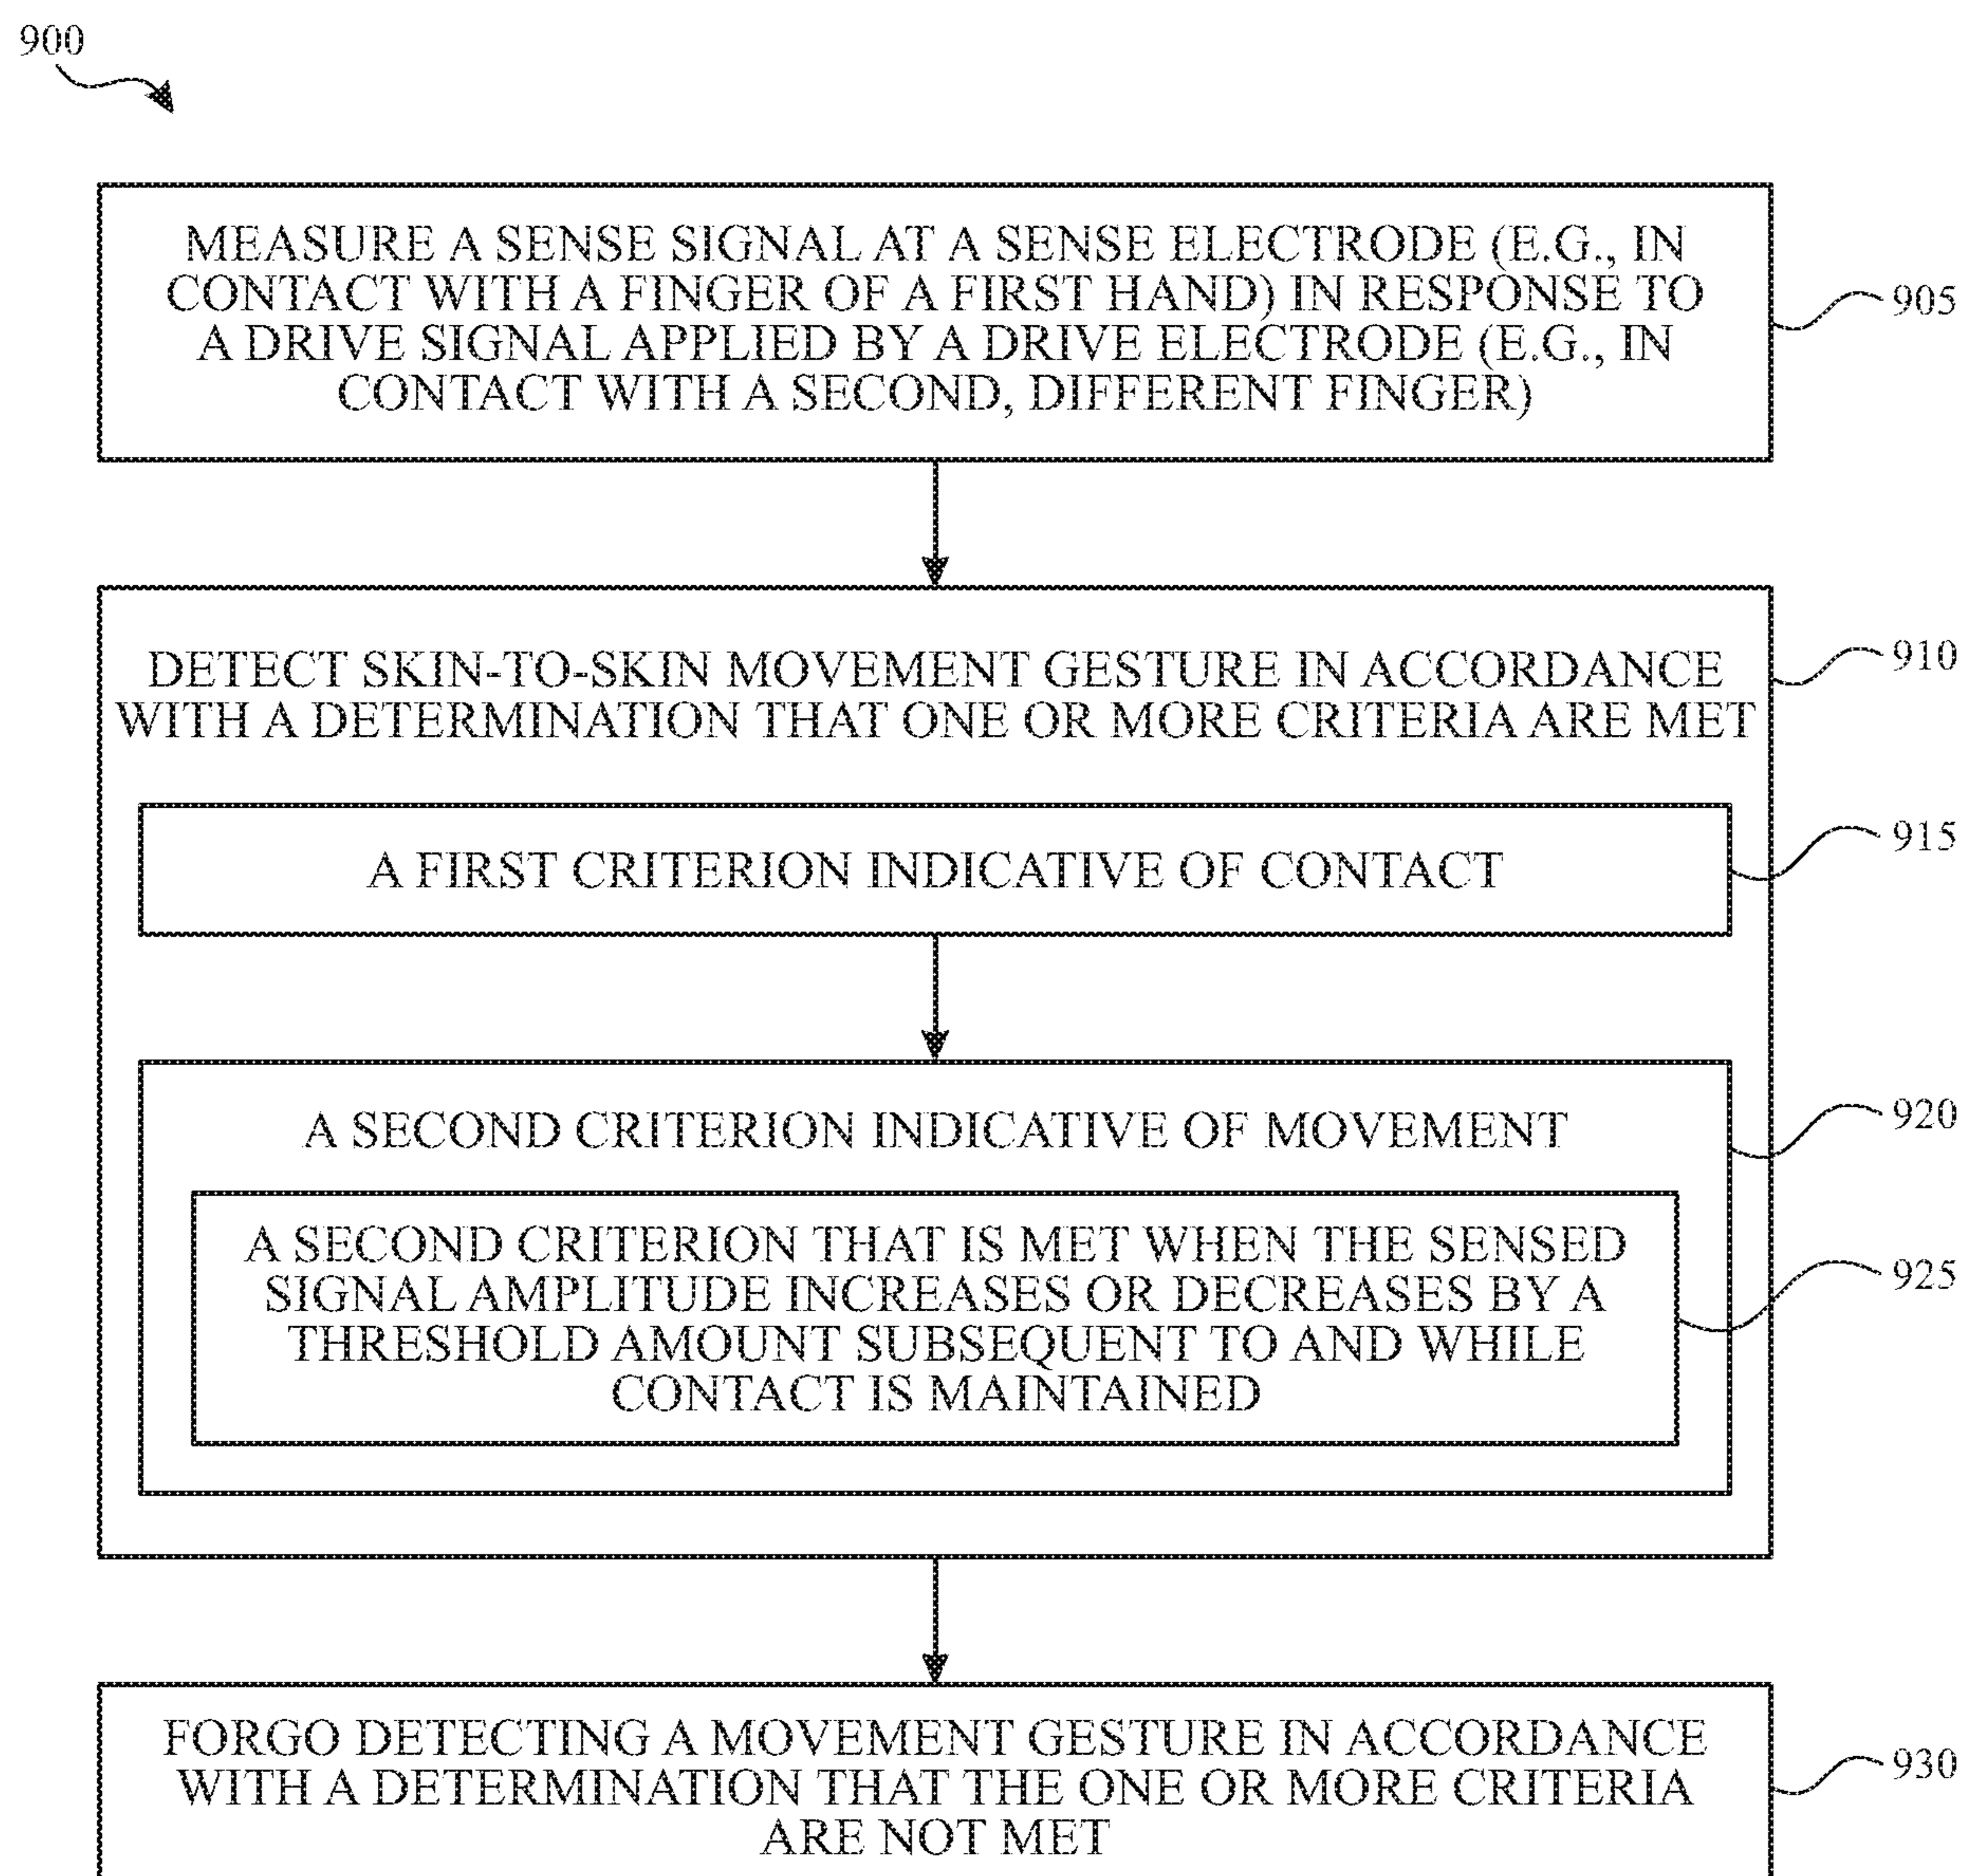 900
MEASURE A SENSE SIGNAL AT A SENSE ELECTRODE (E.G., IN
CONTACT WITH A FINGER OF A FIRST HAND) IN RESPONSE TO
A DRIVE SIGNAL APPLIED BY A DRIVE ELECTRODE (E.G., IN
CONTACT WITH A SECOND, DIFFERENT FINGER)
905
DETECT SKIN-TO-SKIN MOVEMENT GESTURE IN ACCORDANCE
WITH A DETERMINATION THAT ONE OR MORE CRITERIA ARE MET
910
A FIRST CRITERION INDICATIVE OF CONTACT
915
A SECOND CRITERION INDICATIVE OF MOVEMENT
920
A SECOND CRITERION THAT IS MET WHEN THE SENSED
SIGNAL AMPLITUDE INCREASES OR DECREASES BY A
THRESHOLD AMOUNT SUBSEQUENT TO AND WHILE
CONTACT IS MAINTAINED
925
FORGO DETECTING A MOVEMENT GESTURE IN ACCORDANCE
WITH A DETERMINATION THAT THE ONE OR MORE CRITERIA
ARE NOT MET
930